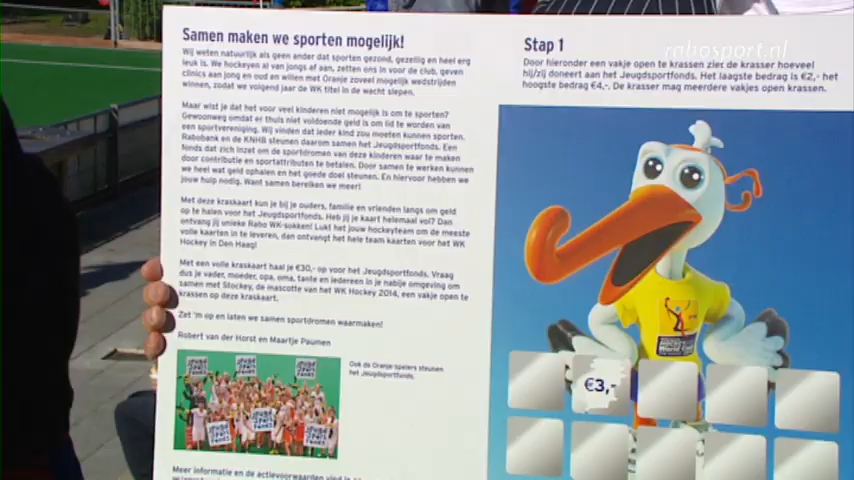 Samen maken we sporten mogelijk!
Wij weten natuurlijk als geen ander dat sporten gezond, gezellig en heel erg
leuk is. We hockeyen al van jongs af aan, zetten ons in voor de club, geven
clinics aan jong en oud en willen met Oranje zoveel mogelijk wedstrijden
winnen, zodat we volgend jaar de WK titel in de wacht slepen.
Maar wist je dat het voor veel kinderen niet mogelijk is om te sporten?
Gewoonweg omdat er thuis niet voldoende geld is om lid te worden van
een sportvereniging. Wij vinden dat ieder kind zou moeten kunnen sporten.
Rabobank en de KNHB steunen daarom samen het Jeugdsportfonds. Een
fonds dat zich inzet om de sportdromen van deze kinderen waar te maken
door contributie en sportattributen te betalen. Door samen te werken kunnen
we heel wat geld ophalen en het goede doel steunen. En hiervoor hebben we
jouw hulp nodig. Want samen bereiken we meer!
Met deze kraskaart kun je bij je ouders, familie en vrienden langs om geld
op te halen voor het Jeugdsportfonds. Heb jij je kaart helemaal vol? Dan
ontvang jij unieke Rabo WK-sokken! Lukt het jouw hockeyteam om de meeste
volle kaarten in te leveren, dan ontvangt het hele team kaarten voor het WK
Hockey in Den Haag!
Met een volle kraskaart haal je €30,- op voor het Jeugdsportfonds. Vraag
dus je vader, moeder, opa, oma, tante en iedereen in je nabije omgeving om
samen met Stockey, de mascotte van het WK Hockey 2014, een vakje open te
krassen op deze kraskaart.
Zet 'm op en laten we samen sportdromen waarmaken!
Robert van der Horst en Maartje Paumen
Ook de Oranje-spelers steunen
het Jeugdsportfonds.
Meer informatie en de actievoorwaarden vind je
Stap 1
rabosport.nl
Door hieronder een vakje open te krassen ziet de krasser hoeveel
hij/zij doneert aan het Jeugdsportfonds. Het laagste bedrag is €2,- het
hoogste bedrag €4,-. De krasser mag meerdere vakjes open krassen.
€3,-